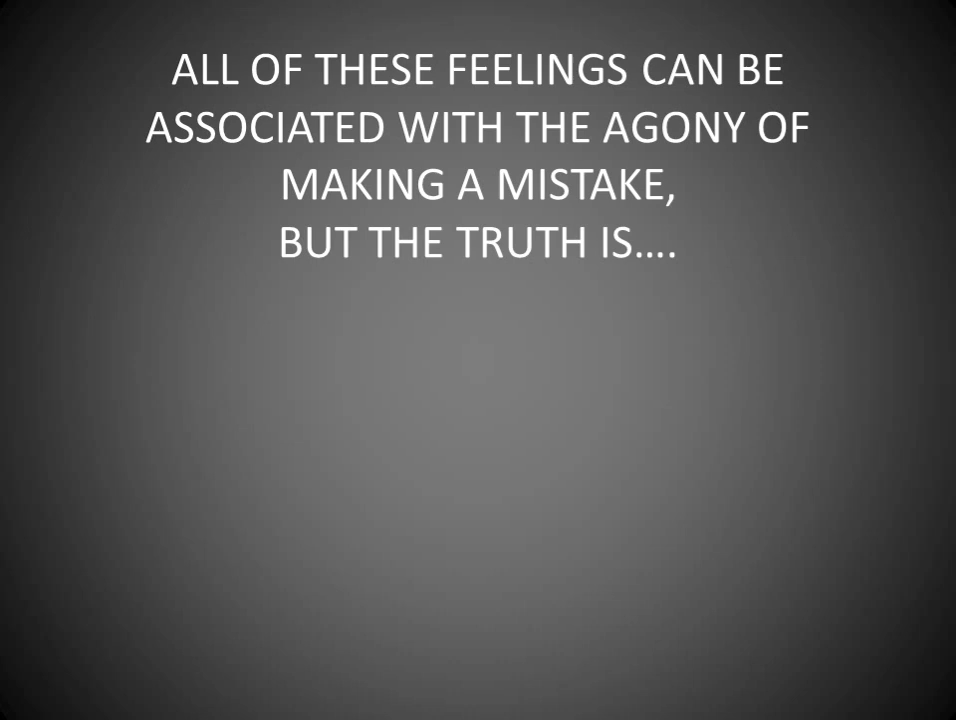 ALL OF THESE FEELINGS CAN BE
ASSOCIATED WITH THE AGONY OF
MAKING A MISTAKE,
BUT THE TRUTH IS….